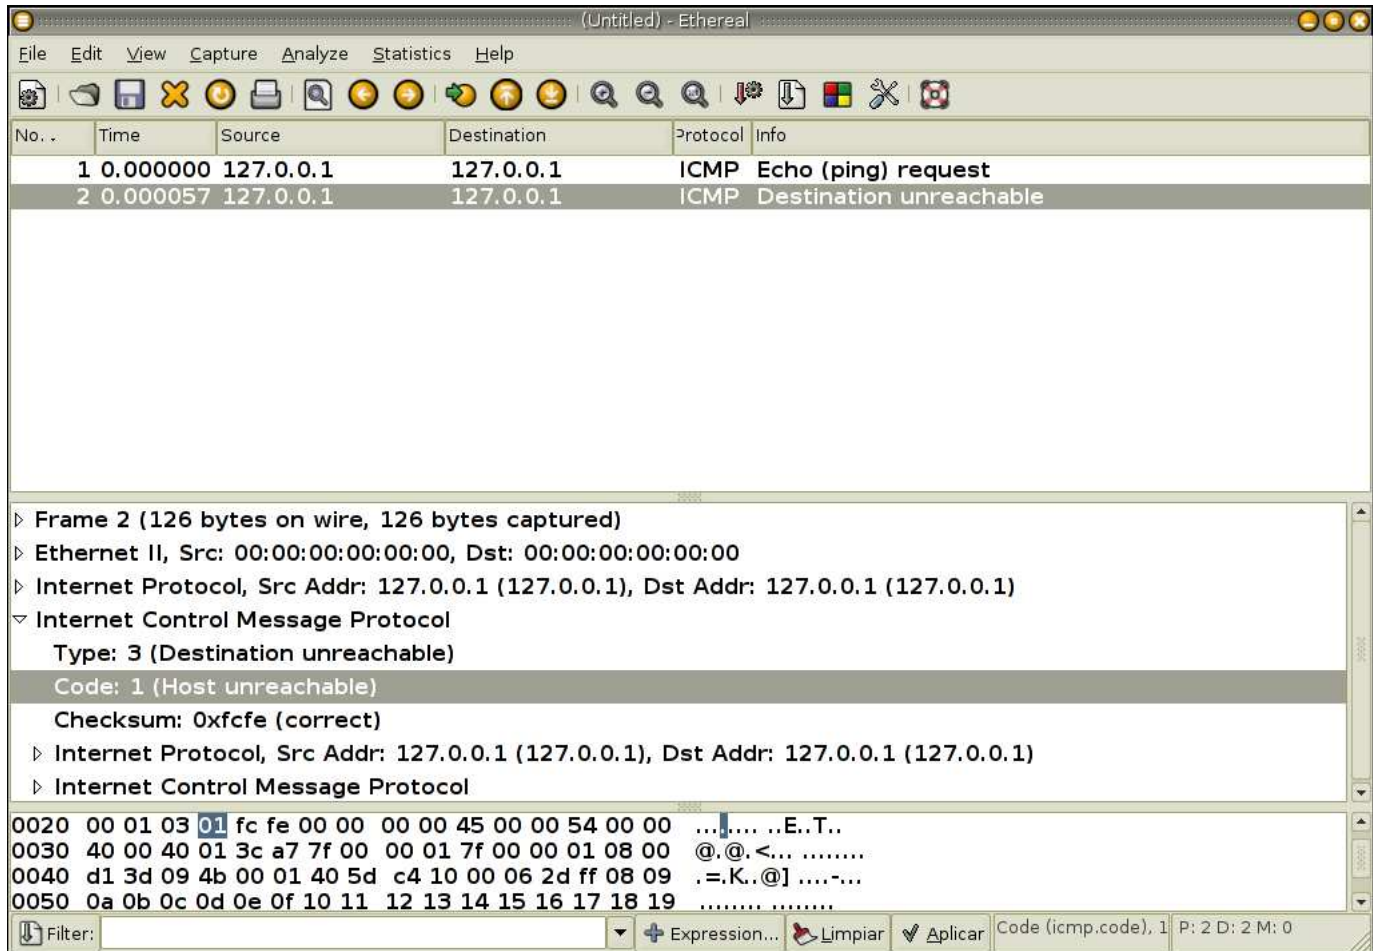 (Untitled) - Ethereal
File Edit View Capture Analyze Statistics Help
No. . Time Source Destination Protocol Info
1 0.000000 127.0.0.1 127.0.0.1 ICMP Echo (ping) request
2 0.000057 127.0.0.1 127.0.0.1 ICMP Destination unreachable
Frame 2 (126 bytes on wire, 126 bytes captured)
Ethernet II, Src: 00:00:00:00:00:00, Dst: 00:00:00:00:00:00
Internet Protocol, Src Addr: 127.0.0.1 (127.0.0.1), Dst Addr: 127.0.0.1 (127.0.0.1)
Internet Control Message Protocol
Type: 3 (Destination unreachable)
Code: 1 (Host unreachable)
Checksum: 0xfcfe (correct)
Internet Protocol, Src Addr: 127.0.0.1 (127.0.0.1), Dst Addr: 127.0.0.1 (127.0.0.1)
Internet Control Message Protocol
0020 00 01 03 01 fc fe 00 00 00 00 45 00 00 54 00 00 ........ ..E..T..
0030 40 00 40 01 3c a7 7f 00 00 01 7f 00 00 01 08 00 @.@.<... ........
0040 d1 3d 09 4b 00 01 40 5d c4 10 00 06 2d ff 08 09 .=.K..@] ....-...
0050 0a 0b 0c 0d 0e 0f 10 11 12 13 14 15 16 17 18 19 ........ ........
Filter: Expression... Limpiar Aplicar Code (icmp.code), 1 P: 2 D: 2 M: 0